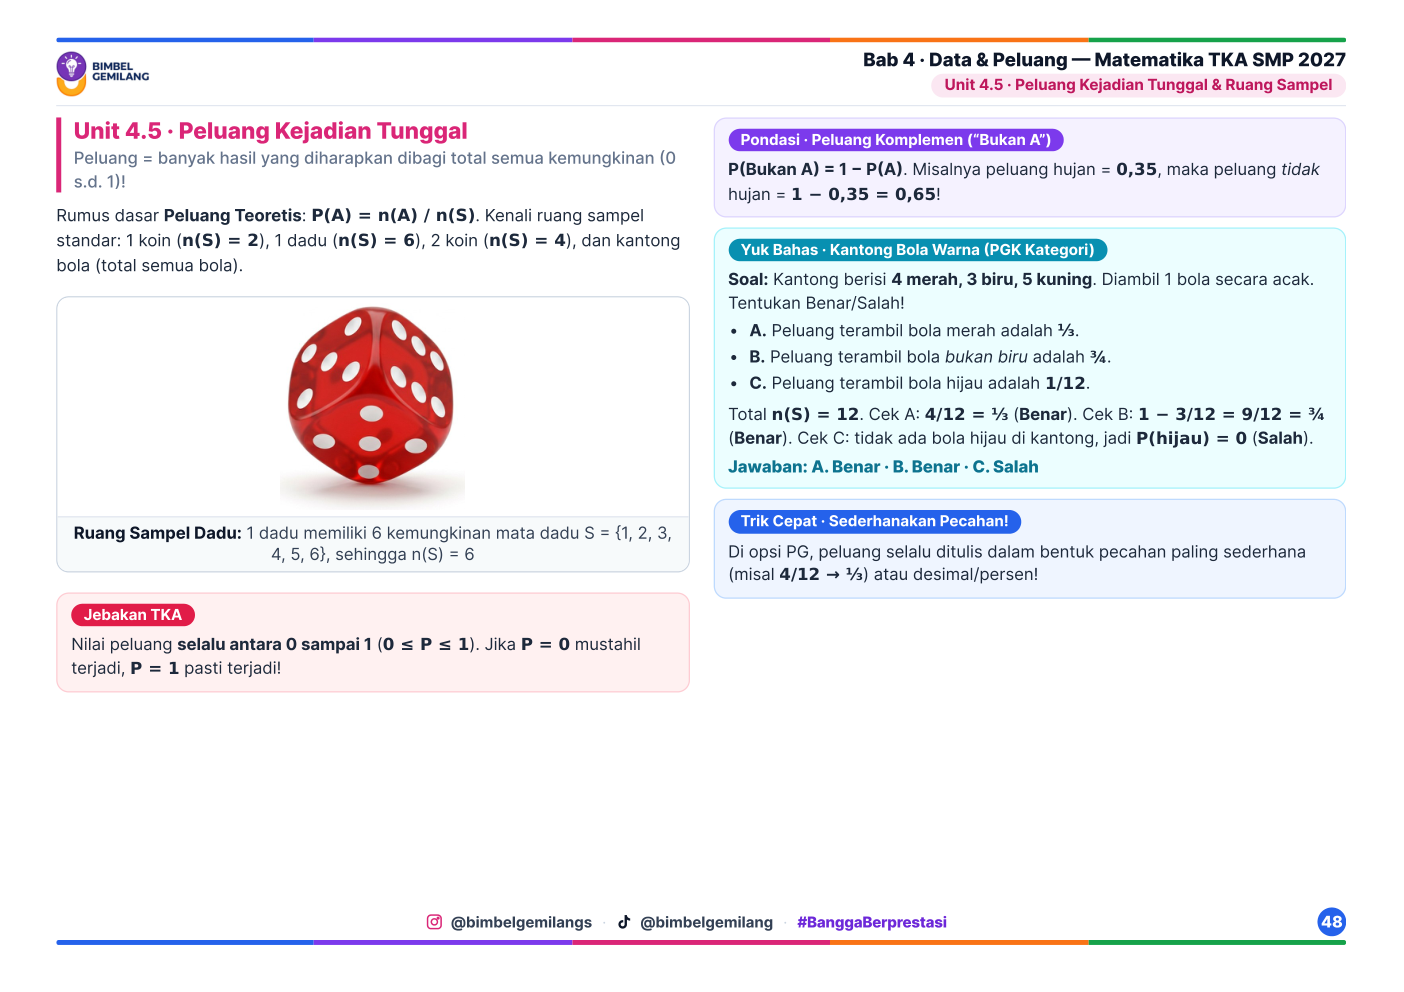 BIMBEL
GEMILANG
Bab 4 · Data & Peluang — Matematika TKA SMP 2027
Unit 4.5 · Peluang Kejadian Tunggal & Ruang Sampel
Unit 4.5 · Peluang Kejadian Tunggal
Peluang = banyak hasil yang diharapkan dibagi total semua kemungkinan (0
s.d. 1)!
Rumus dasar Peluang Teoretis: P(A) = n(A) / n(S). Kenali ruang sampel
standar: 1 koin (n(S) = 2), 1 dadu (n(S) = 6), 2 koin (n(S) = 4), dan kantong
bola (total semua bola).
Ruang Sampel Dadu: 1 dadu memiliki 6 kemungkinan mata dadu S = {1, 2, 3,
4, 5, 6}, sehingga n(S) = 6
Jebakan TKA
Nilai peluang selalu antara 0 sampai 1 (0 ≤ P ≤ 1). Jika P = 0 mustahil
terjadi, P = 1 pasti terjadi!
Pondasi · Peluang Komplemen (“Bukan A”)
P(Bukan A) = 1 − P(A). Misalnya peluang hujan = 0,35, maka peluang tidak
hujan = 1 − 0,35 = 0,65!
Yuk Bahas · Kantong Bola Warna (PGK Kategori)
Soal: Kantong berisi 4 merah, 3 biru, 5 kuning. Diambil 1 bola secara acak.
Tentukan Benar/Salah!
• A. Peluang terambil bola merah adalah ⅓.
• B. Peluang terambil bola bukan biru adalah ¾.
• C. Peluang terambil bola hijau adalah 1/12.
Total n(S) = 12. Cek A: 4/12 = ⅓ (Benar). Cek B: 1 − 3/12 = 9/12 = ¾
(Benar). Cek C: tidak ada bola hijau di kantong, jadi P(hijau) = 0 (Salah).
Jawaban: A. Benar · B. Benar · C. Salah
Trik Cepat · Sederhanakan Pecahan!
Di opsi PG, peluang selalu ditulis dalam bentuk pecahan paling sederhana
(misal 4/12 → ⅓) atau desimal/persen!
@bimbelgemilangs · @bimbelgemilang · #BanggaBerprestasi
48